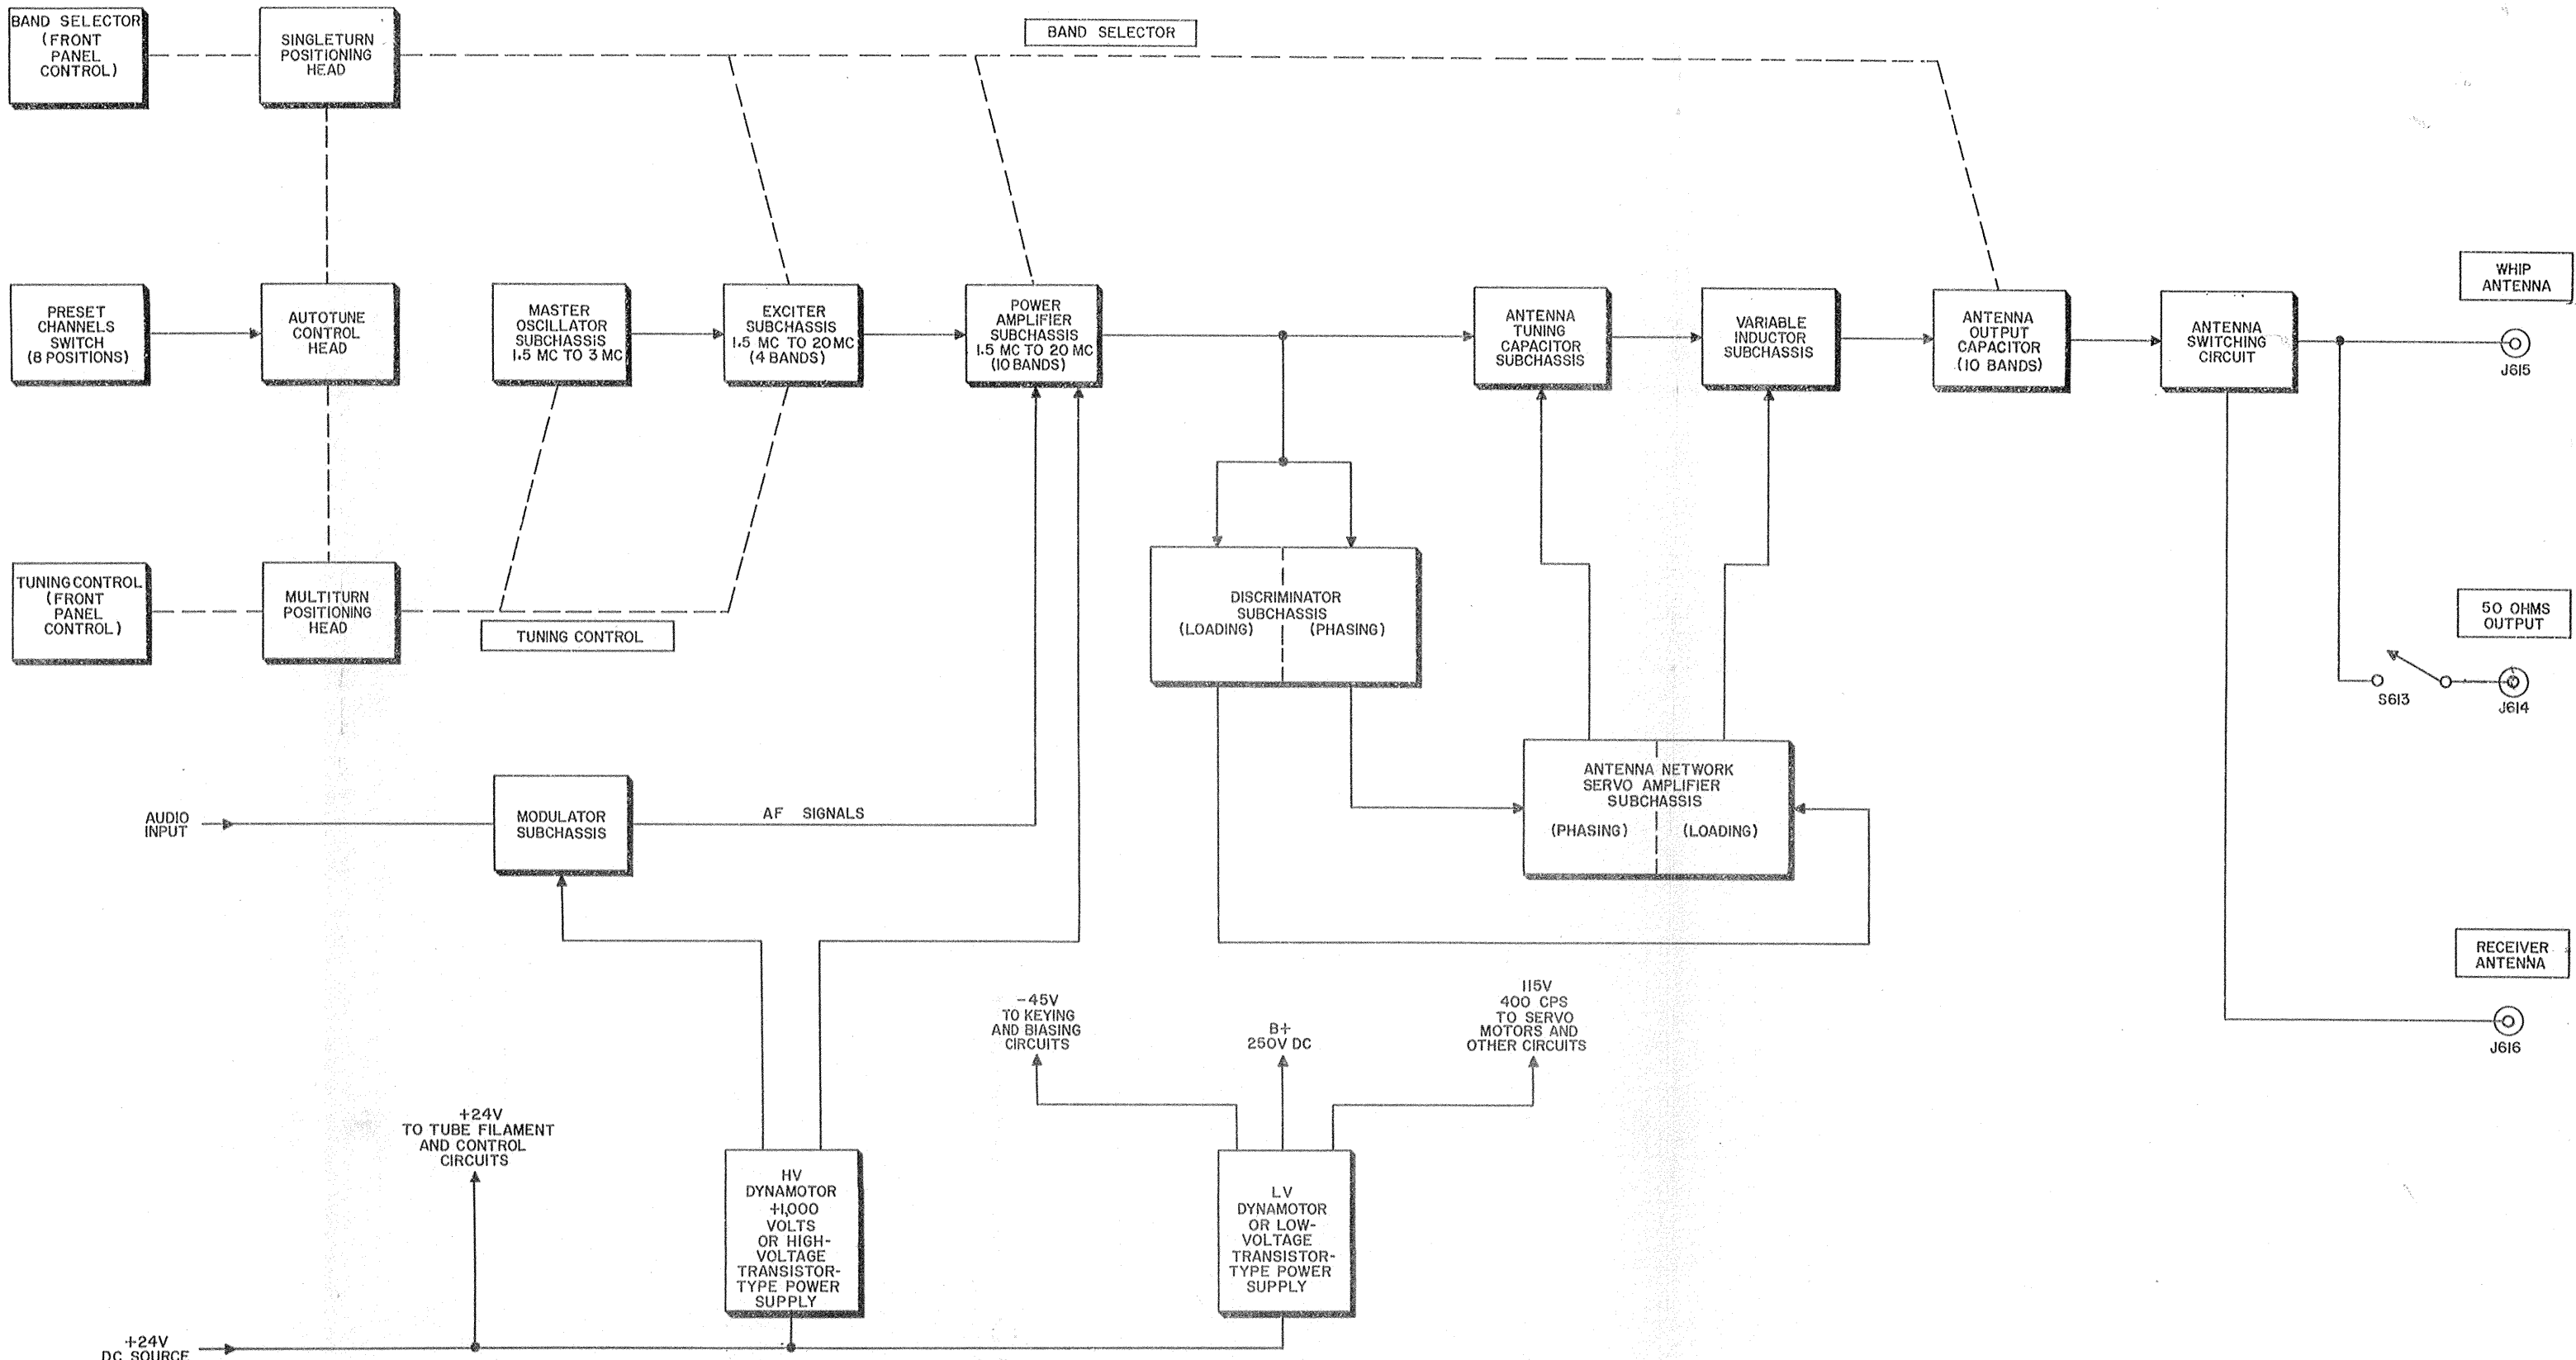 BAND SELECTOR
(FRONT
PANEL
CONTROL)
SINGLETURN
POSITIONING
HEAD
BAND SELECTOR
PRESET
CHANNELS
SWITCH
(8 POSITIONS)
AUTOTUNE
CONTROL
HEAD
MASTER
OSCILLATOR
SUBCHASSIS
1.5 MC TO 3 MC
EXCITER
SUBCHASSIS
1.5 MC TO 20 MC
(4 BANDS)
POWER
AMPLIFIER
SUBCHASSIS
1.5 MC TO 20 MC
(10 BANDS)
ANTENNA
TUNING
CAPACITOR
SUBCHASSIS
VARIABLE
INDUCTOR
SUBCHASSIS
ANTENNA
OUTPUT
CAPACITOR
(10 BANDS)
ANTENNA
SWITCHING
CIRCUIT
WHIP
ANTENNA
J615
TUNING CONTROL
(FRONT
PANEL
CONTROL)
MULTITURN
POSITIONING
HEAD
TUNING CONTROL
DISCRIMINATOR
SUBCHASSIS
(LOADING) (PHASING)
50 OHMS
OUTPUT
S613
J614
AUDIO
INPUT
MODULATOR
SUBCHASSIS
AF SIGNALS
ANTENNA NETWORK
SERVO AMPLIFIER
SUBCHASSIS
(PHASING) (LOADING)
RECEIVER
ANTENNA
J616
-45V
TO KEYING
AND BIASING
CIRCUITS
B+
250V DC
115V
400 CPS
TO SERVO
MOTORS AND
OTHER CIRCUITS
+24V
TO TUBE FILAMENT
AND CONTROL
CIRCUITS
HV
DYNAMOTOR
+1,000
VOLTS
OR HIGH-
VOLTAGE
TRANSISTOR-
TYPE POWER
SUPPLY
LV
DYNAMOTOR
OR LOW-
VOLTAGE
TRANSISTOR-
TYPE POWER
SUPPLY
+24V
DC SOURCE